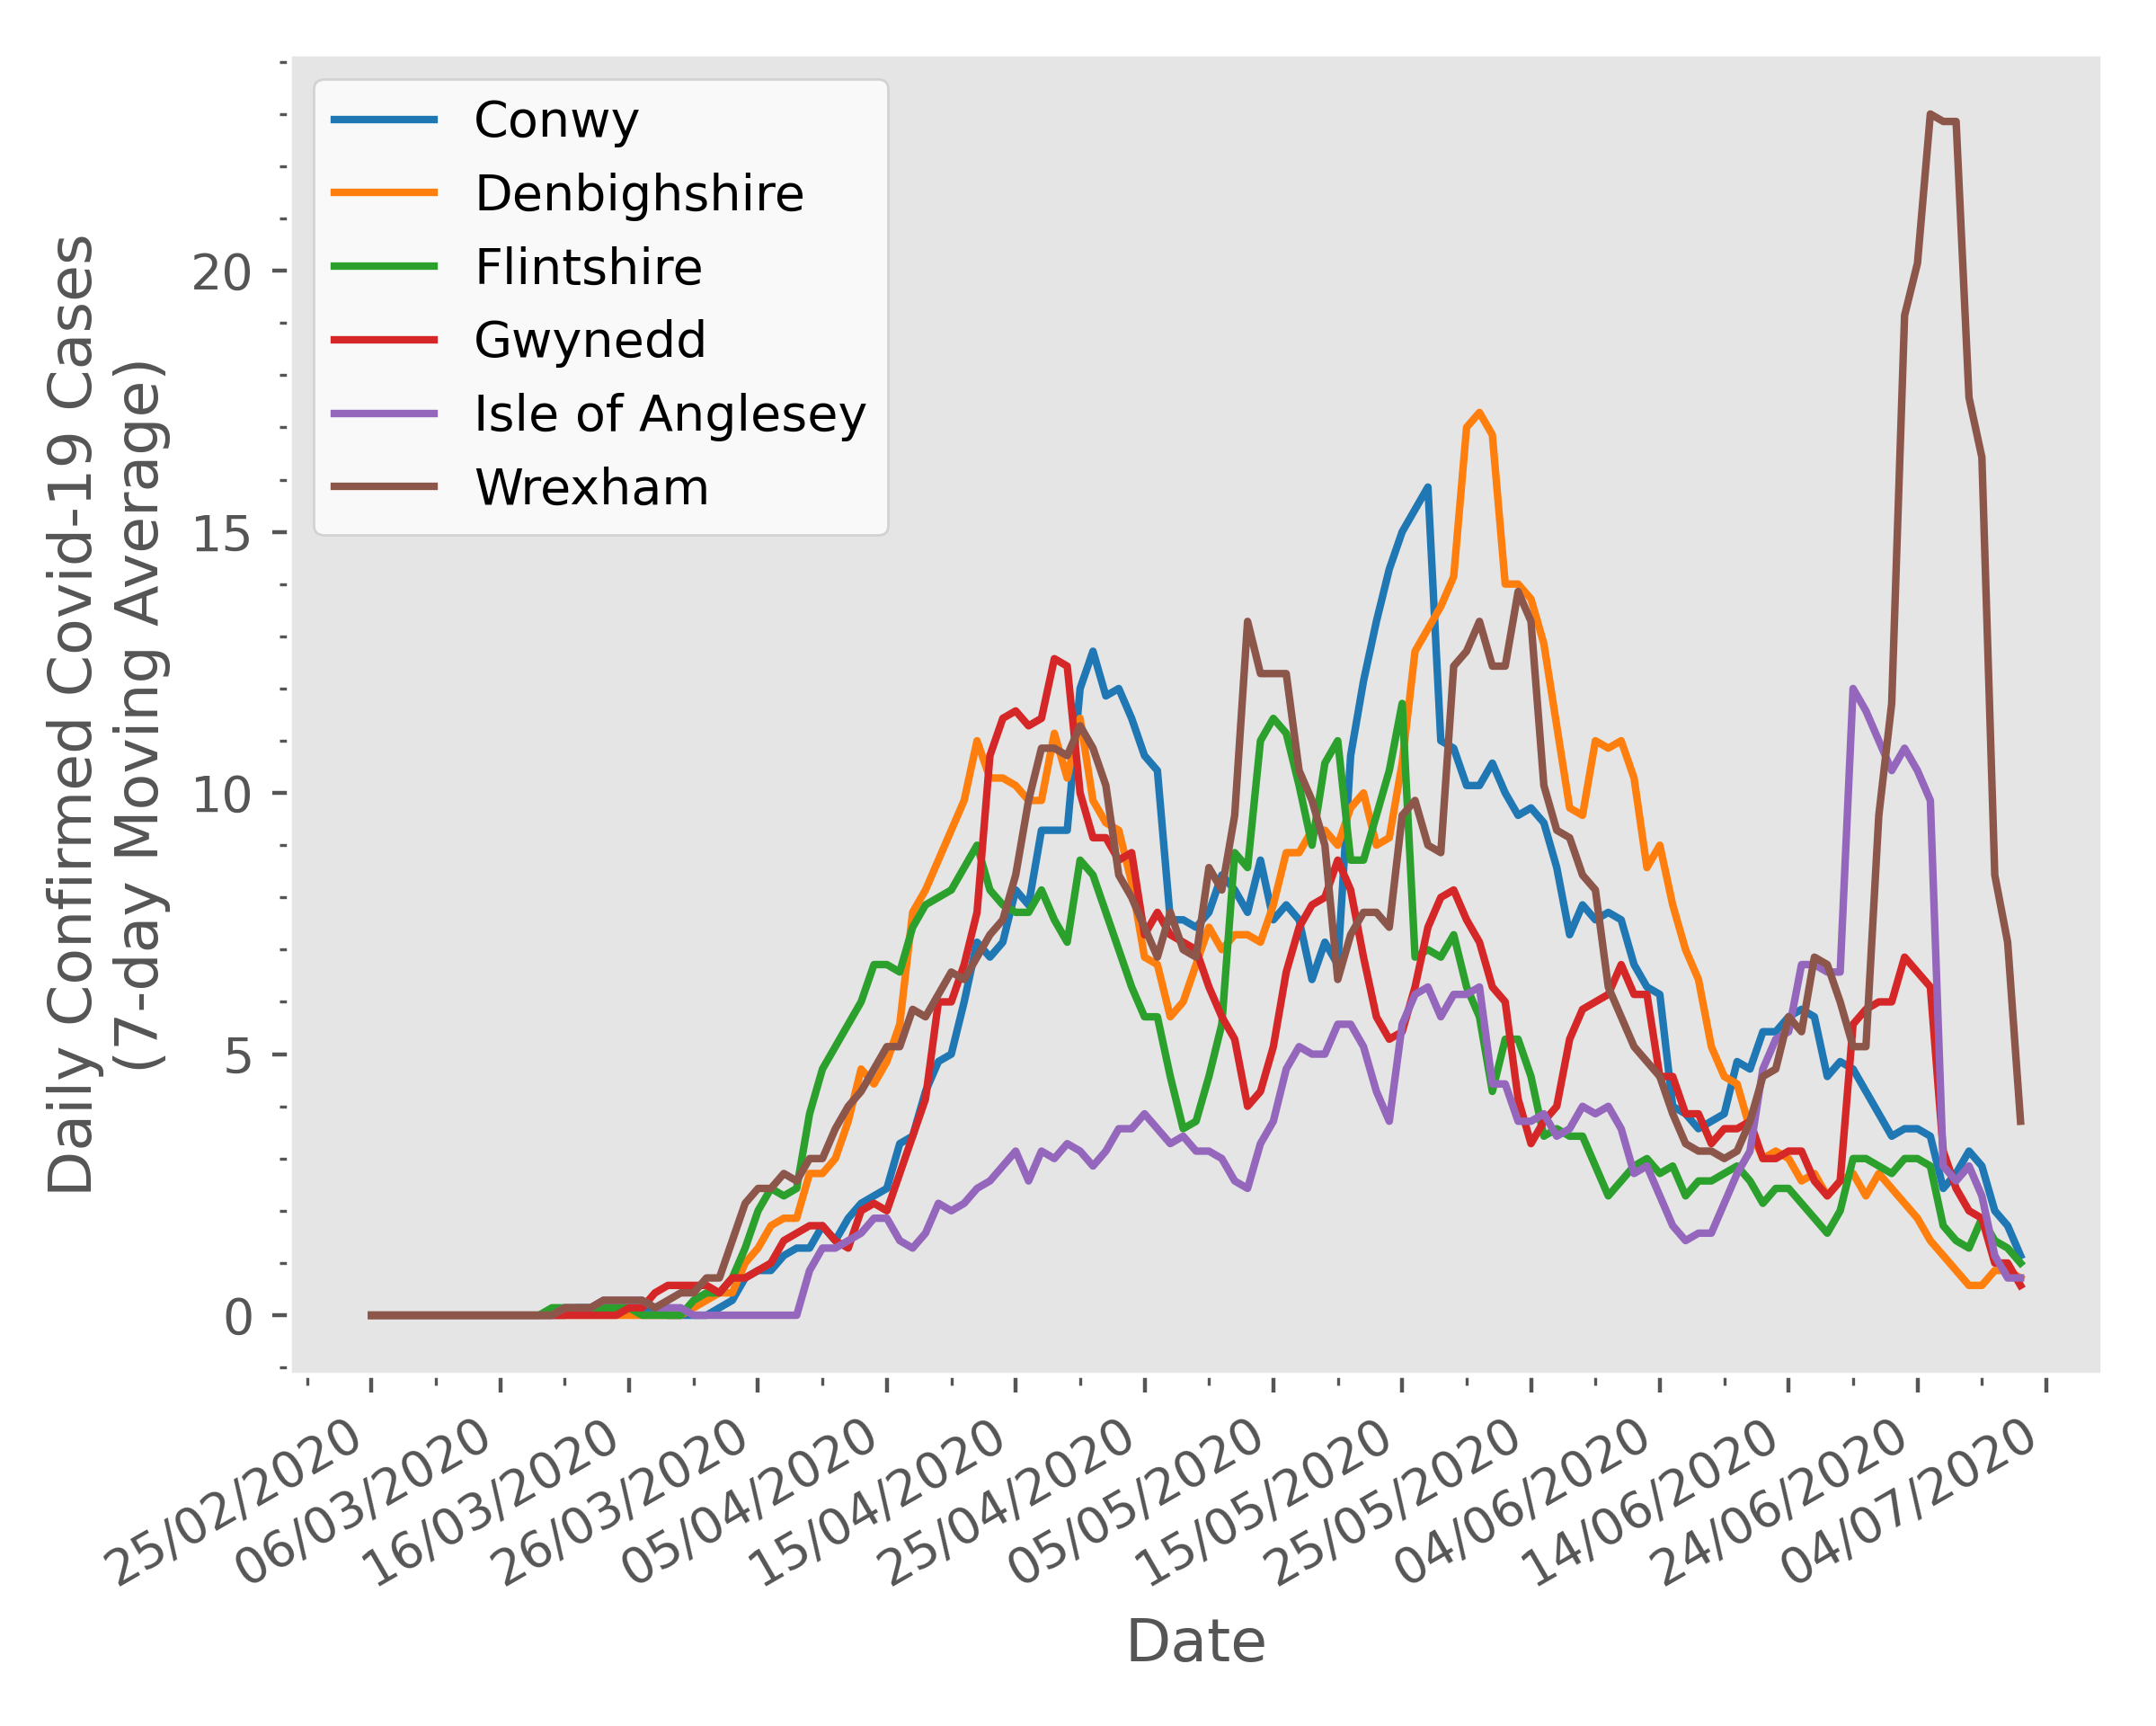 Conwy
Denbighshire
Flintshire
Gwynedd
Isle of Anglesey
Wrexham
Daily Confirmed Covid-19 Cases
(7-day Moving Average)
20
15
10
5
0
25/02/2020
06/03/2020
16/03/2020
26/03/2020
05/04/2020
15/04/2020
25/04/2020
05/05/2020
15/05/2020
25/05/2020
04/06/2020
14/06/2020
24/06/2020
04/07/2020
Date